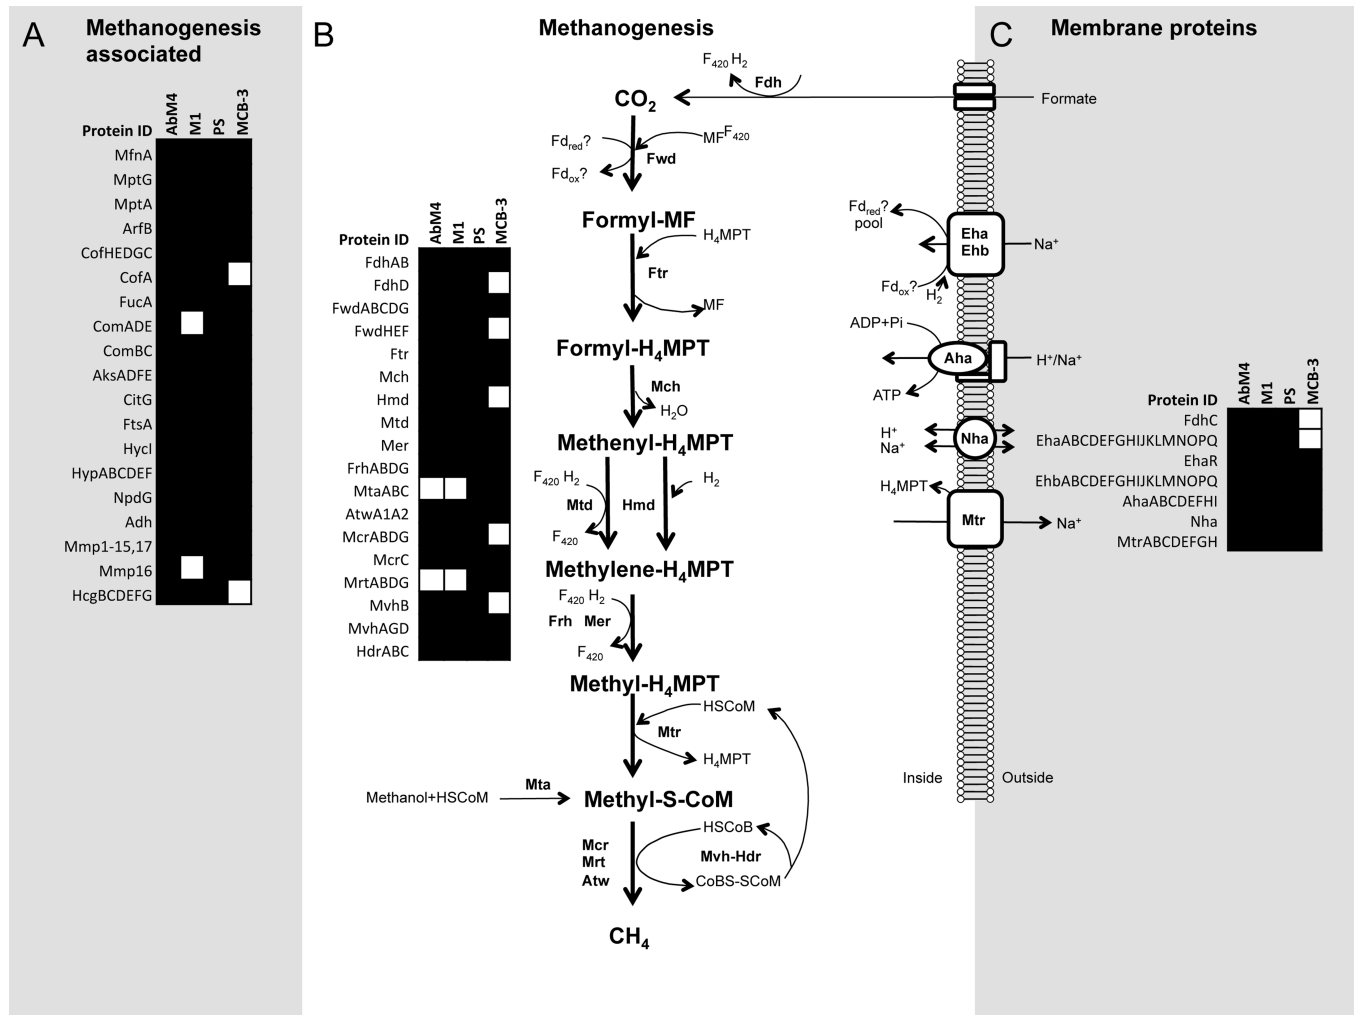 A
Methanogenesis
associated
Protein ID
AbM4
M1
PS
MCB-3
MfnA
MptG
MptA
ArfB
CofHEDGC
CofA
FucA
ComADE
ComBC
AksADFE
CitG
FtsA
HycI
HypABCDEF
NpdG
Adh
Mmp1-15,17
Mmp16
HcgBCDEFG
B
Methanogenesis
Protein ID
AbM4
M1
PS
MCB-3
FdhAB
FdhD
FwdABCDG
FwdHEF
Ftr
Mch
Hmd
Mtd
Mer
FrhABDG
MtaABC
AtwA1A2
McrABDG
McrC
MrtABDG
MvhB
MvhAGD
HdrABC
F420 H2
Fdh
CO2
Formate
Fdred?
MFF420
Fwd
Fdox?
Formyl-MF
H4MPT
Ftr
MF
Formyl-H4MPT
Mch
H2O
Methenyl-H4MPT
F420 H2
H2
Mtd
Hmd
F420
Methylene-H4MPT
F420 H2
Frh Mer
F420
Methyl-H4MPT
HSCoM
Mtr
H4MPT
Methanol+HSCoM
Mta
Methyl-S-CoM
HSCoB
Mcr
Mrt
Atw
Mvh-Hdr
CoBS-SCoM
CH4
C
Membrane proteins
Fdred?
pool
Eha
Ehb
Na+
Fdox?
H2
ADP+Pi
Aha
H+/Na+
ATP
H+
Na+
Nha
H4MPT
Mtr
Na+
Inside
Outside
Protein ID
AbM4
M1
PS
MCB-3
FdhC
EhaABCDEFGHIJKLMNOPQ
EhaR
EhbABCDEFGHIJKLMNOPQ
AhaABCDEFHI
Nha
MtrABCDEFGH